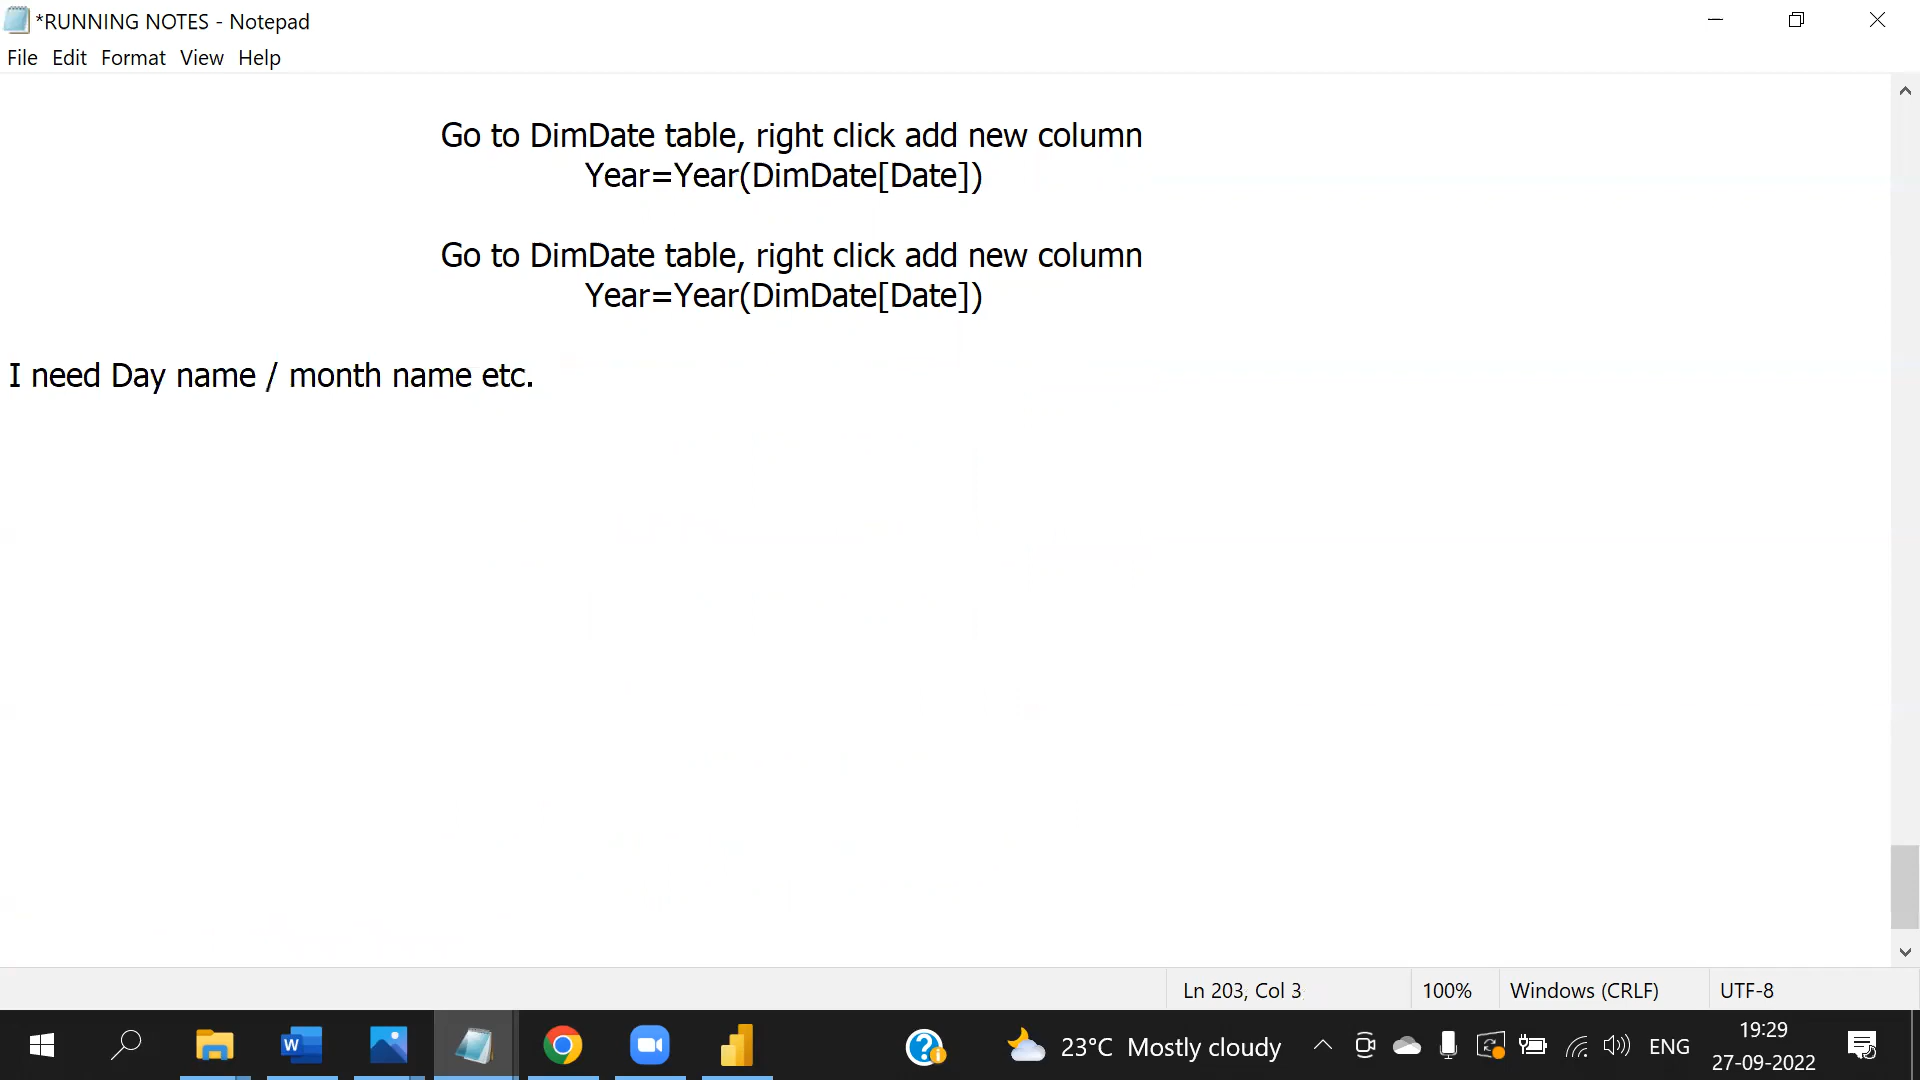 *RUNNING NOTES - Notepad
File Edit Format View Help
Go to DimDate table, right click add new column
Year=Year(DimDate[Date])
Go to DimDate table, right click add new column
Year=Year(DimDate[Date])
I need Day name / month name etc.
Ln 203, Col 3 100% Windows (CRLF) UTF-8
23°C Mostly cloudy ENG 19:29
27-09-2022